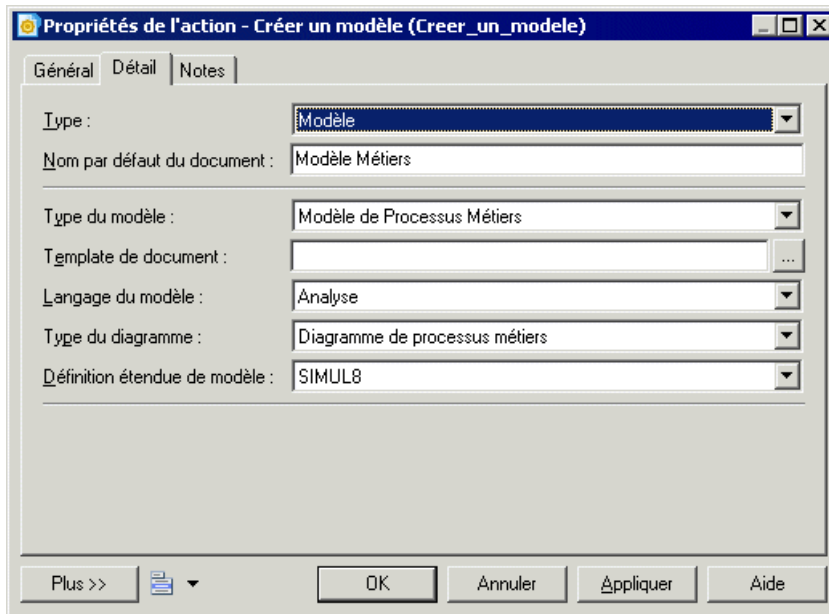 Propriétés de l'action - Créer un modèle (Creer_un_modele)
Général Détail Notes
Type : Modèle
Nom par défaut du document : Modèle Métiers
Type du modèle : Modèle de Processus Métiers
Template de document : ...
Langage du modèle : Analyse
Type du diagramme : Diagramme de processus métiers
Définition étendue de modèle : SIMUL8
Plus >> OK Annuler Appliquer Aide